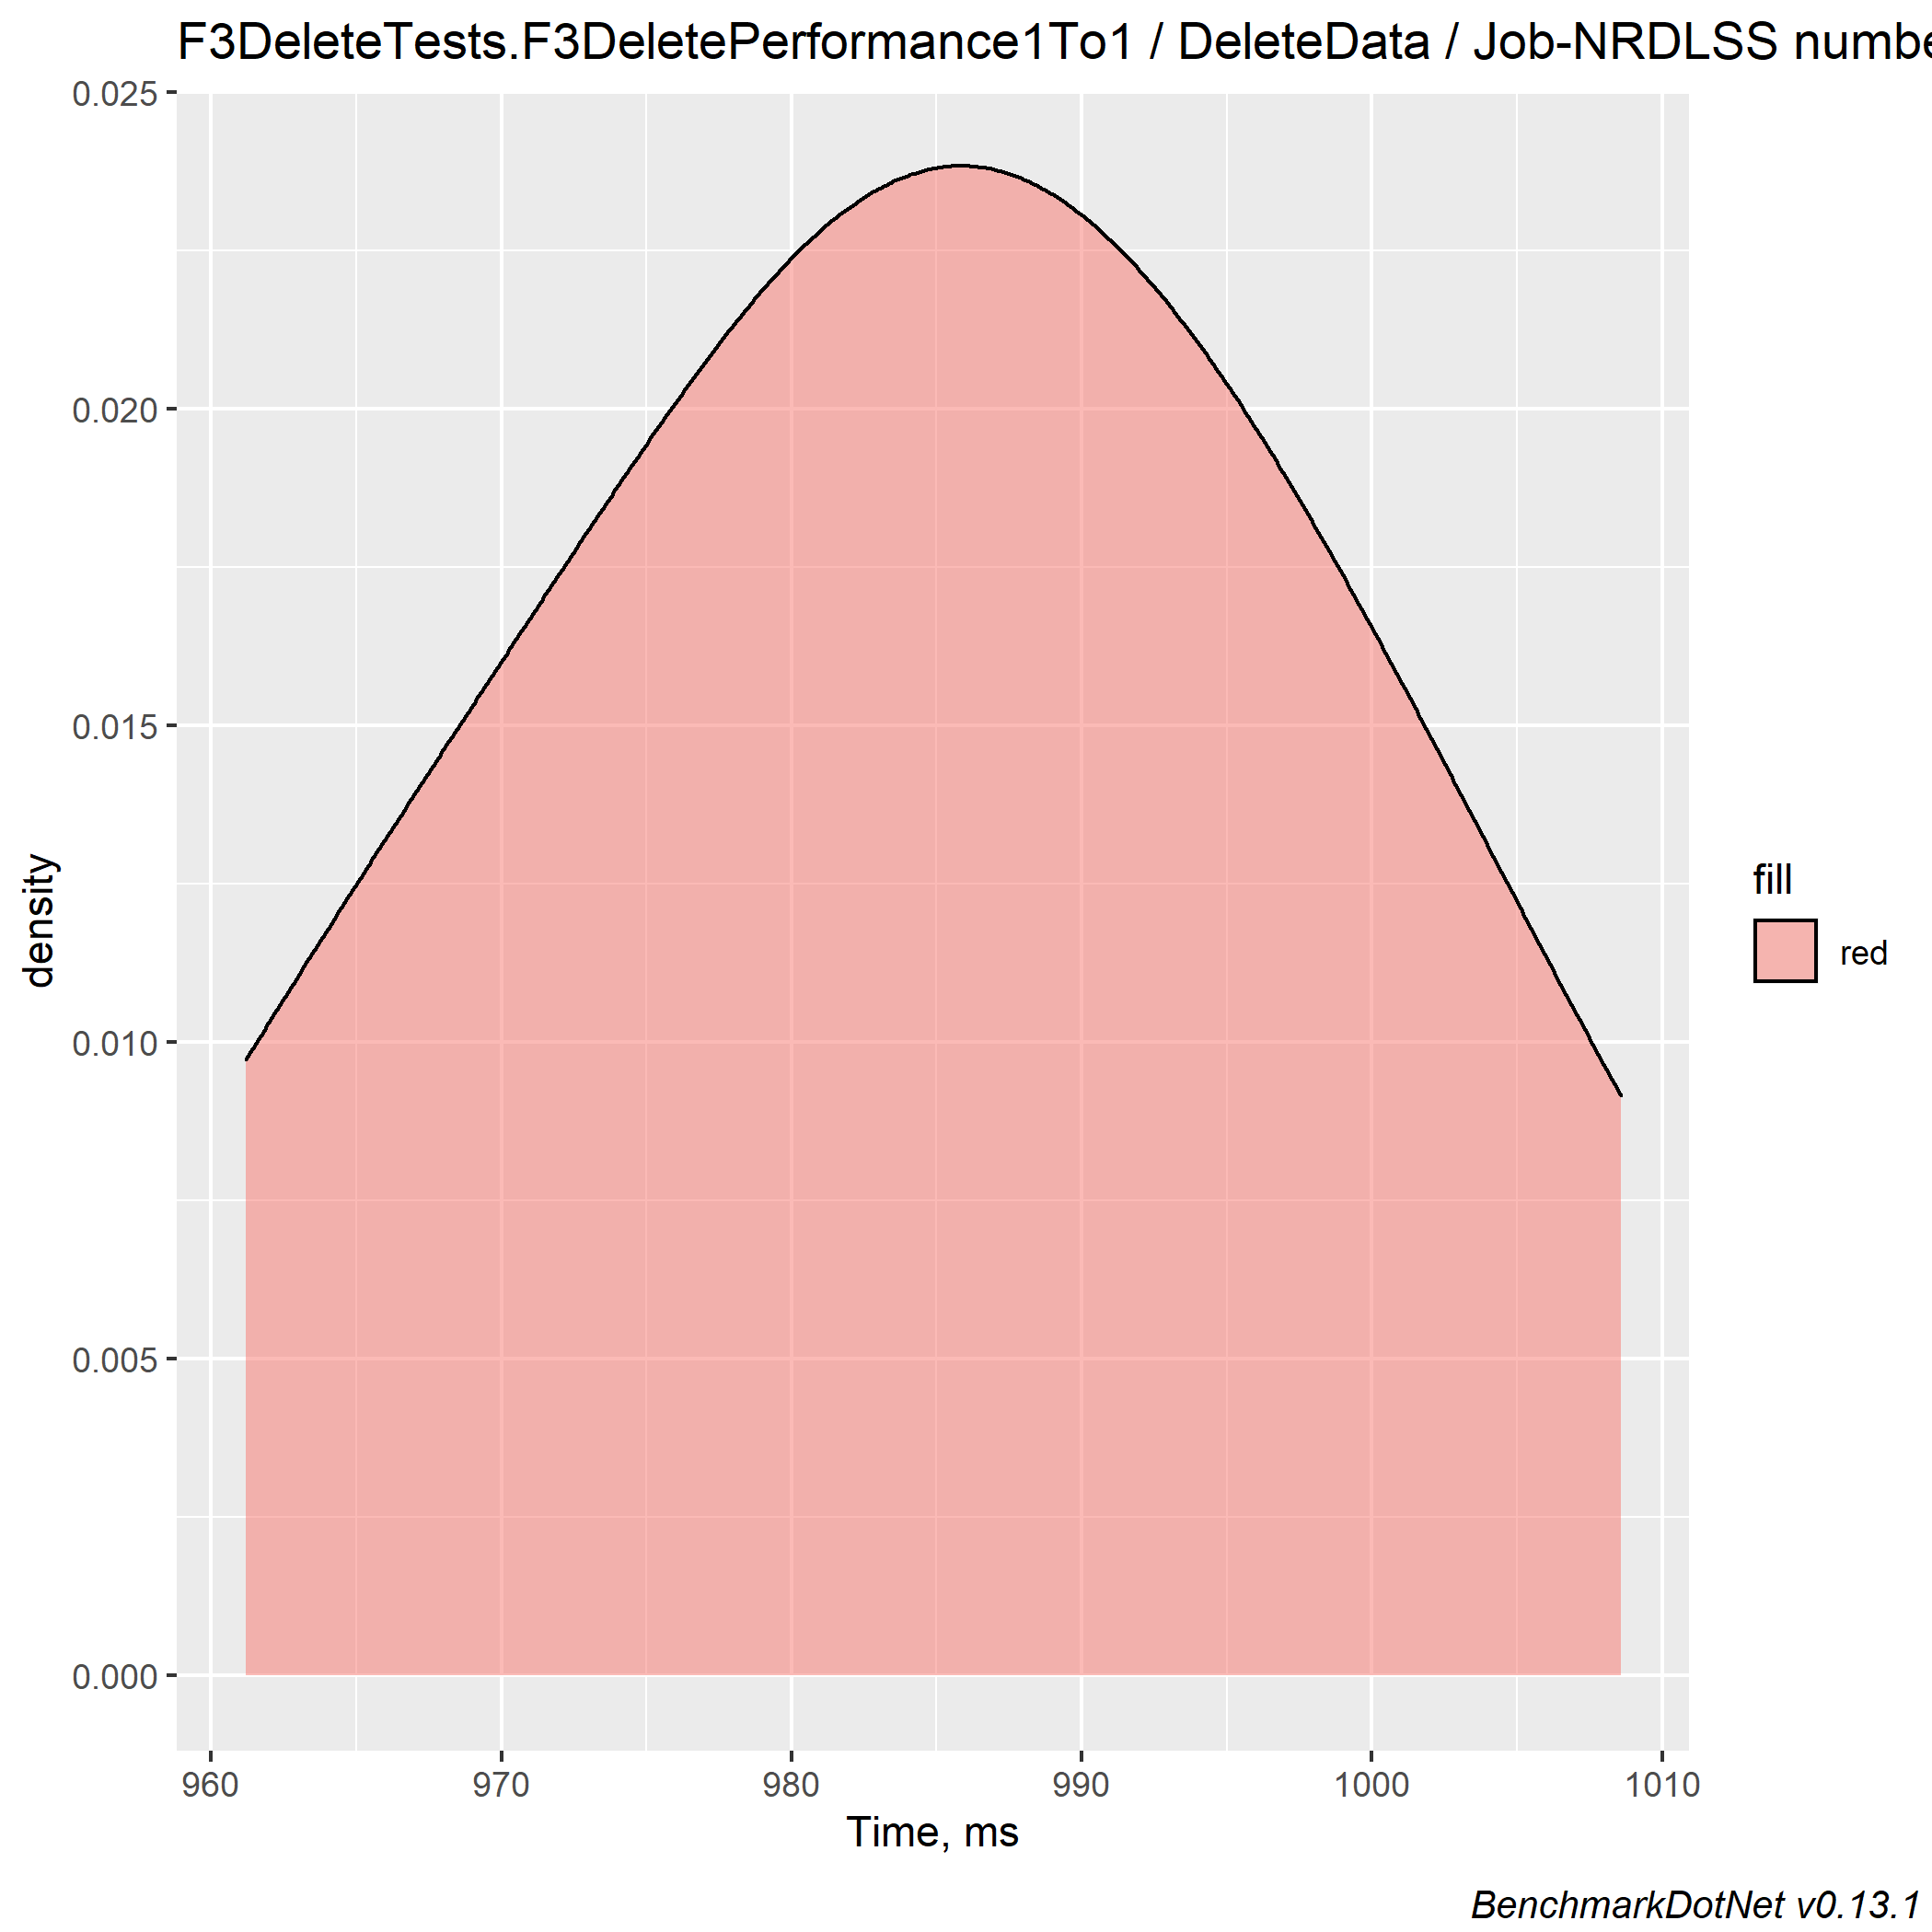 F3DeleteTests.F3DeletePerformance1To1 / DeleteData / Job-NRDLSS numbe
0.025
0.020
0.015
0.010
0.005
0.000
density
960 970 980 990 1000 1010
Time, ms
fill
red
BenchmarkDotNet v0.13.1